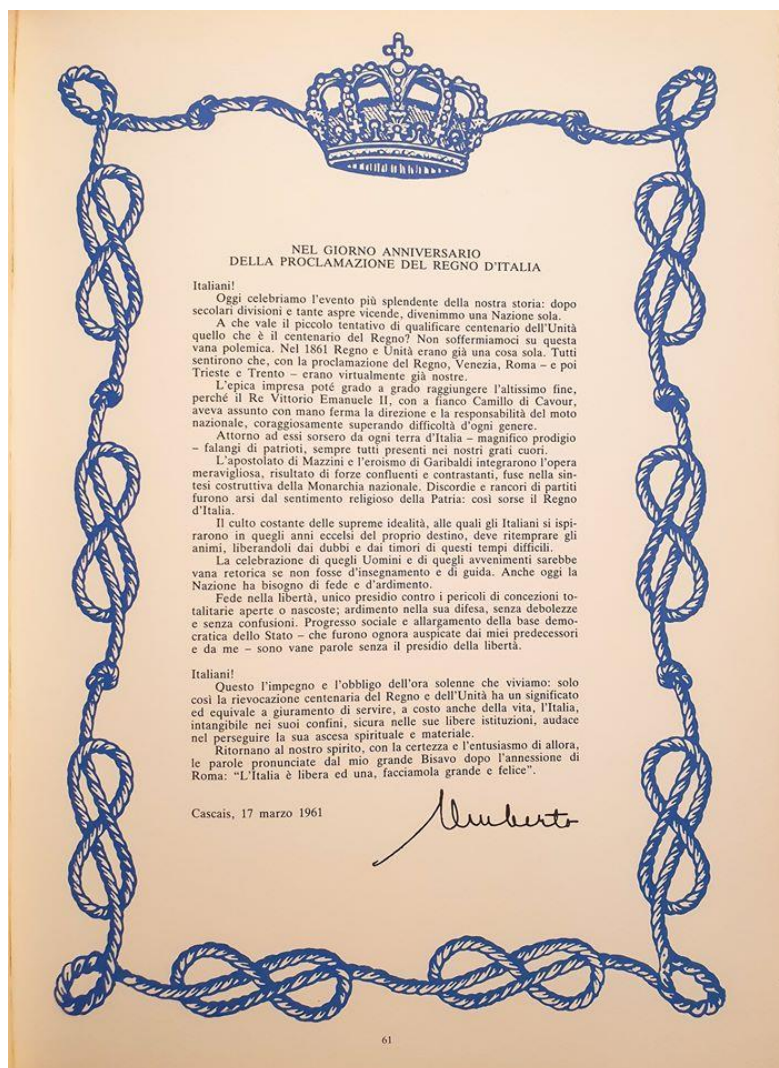 NEL GIORNO ANNIVERSARIO
DELLA PROCLAMAZIONE DEL REGNO D'ITALIA
Italiani!
Oggi celebriamo l'evento più splendente della nostra storia: dopo
secolari divisioni e tante aspre vicende, divenimmo una Nazione sola.
A che vale il piccolo tentativo di qualificare centenario dell'Unità
quello che è il centenario del Regno? Non soffermiamoci su questa
vana polemica. Nel 1861 Regno e Unità erano già una cosa sola. Tutti
sentirono che, con la proclamazione del Regno, Venezia, Roma – e poi
Trieste e Trento – erano virtualmente già nostre.
L'epica impresa poté grado a grado raggiungere l'altissimo fine,
perché il Re Vittorio Emanuele II, con a fianco Camillo di Cavour,
aveva assunto con mano ferma la direzione e la responsabilità del moto
nazionale, coraggiosamente superando difficoltà d'ogni genere.
Attorno ad essi sorsero da ogni terra d'Italia – magnifico prodigio
– falangi di patrioti, sempre tutti presenti nei nostri grati cuori.
L'apostolato di Mazzini e l'eroismo di Garibaldi integrarono l'opera
meravigliosa, risultato di forze confluenti e contrastanti, fuse nella sin-
tesi costruttiva della Monarchia nazionale. Discordie e rancori di partiti
furono arsi dal sentimento religioso della Patria: così sorse il Regno
d'Italia.
Il culto costante delle supreme idealità, alle quali gli Italiani si ispi-
rarono in quegli anni eccelsi del proprio destino, deve ritemprare gli
animi, liberandoli dai dubbi e dai timori di questi tempi difficili.
La celebrazione di quegli Uomini e di quegli avvenimenti sarebbe
vana retorica se non fosse d'insegnamento e di guida. Anche oggi la
Nazione ha bisogno di fede e d'ardimento.
Fede nella libertà, unico presidio contro i pericoli di concezioni to-
talitarie aperte o nascoste; ardimento nella sua difesa, senza debolezze
e senza confusioni. Progresso sociale e allargamento della base demo-
cratica dello Stato – che furono ognora auspicate dai miei predecessori
e da me – sono vane parole senza il presidio della libertà.
Italiani!
Questo l'impegno e l'obbligo dell'ora solenne che viviamo: solo
così la rievocazione centenaria del Regno e dell'Unità ha un significato
ed equivale a giuramento di servire, a costo anche della vita, l'Italia,
intangibile nei suoi confini, sicura nelle sue libere istituzioni, audace
nel perseguire la sua ascesa spirituale e materiale.
Ritornano al nostro spirito, con la certezza e l'entusiasmo di allora,
le parole pronunciate dal mio grande Bisavo dopo l'annessione di
Roma: “L'Italia è libera ed una, facciamola grande e felice”.
Cascais, 17 marzo 1961
Umberto
61